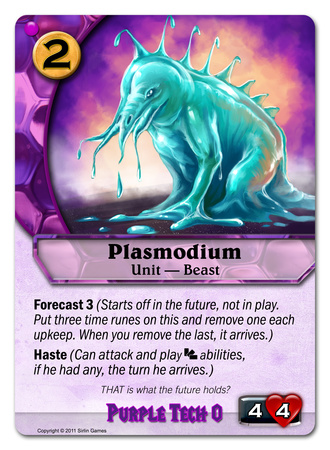 2
Plasmodium
Unit — Beast
Forecast 3 (Starts off in the future, not in play.
Put three time runes on this and remove one each
upkeep. When you remove the last, it arrives.)
Haste (Can attack and play abilities,
if he had any, the turn he arrives.)
THAT is what the future holds?
Purple Tech 0
4 4
Copyright © 2011 Sirlin Games